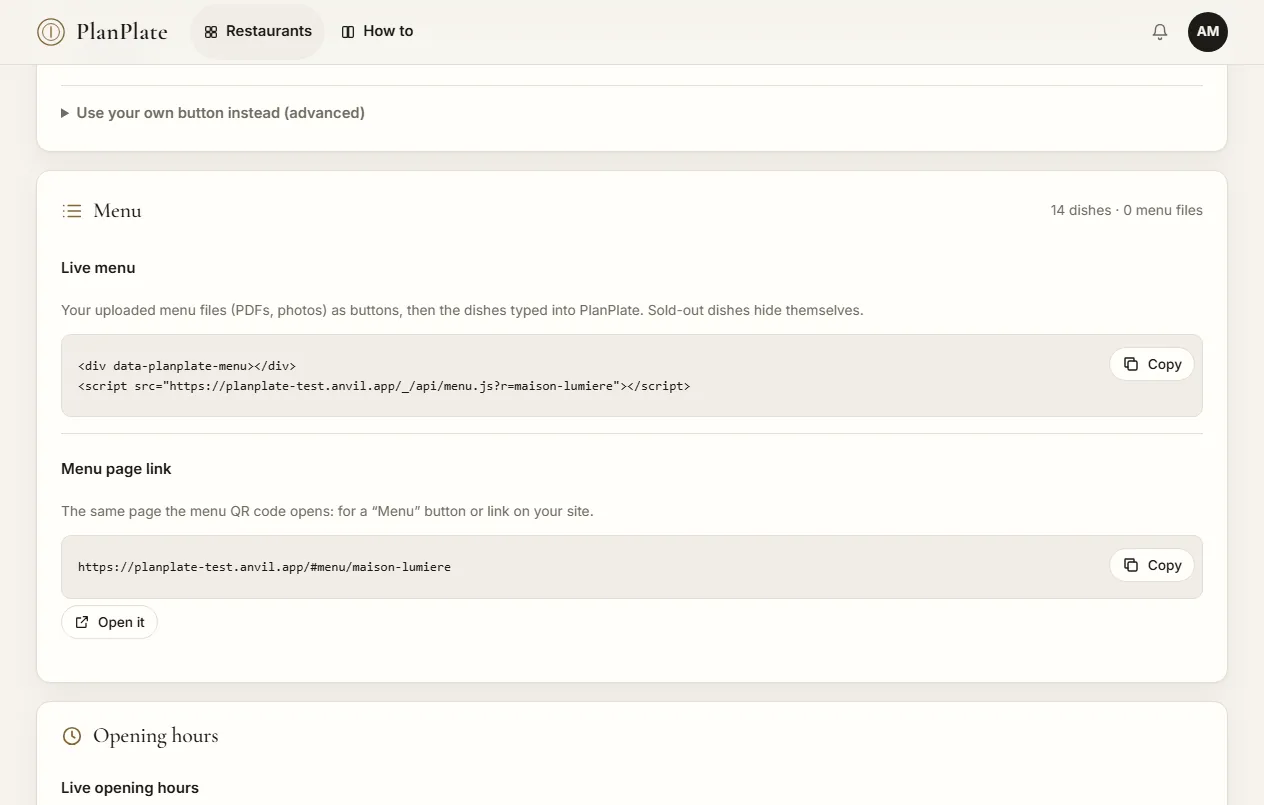 PlanPlate
Restaurants
How to
AM
Use your own button instead (advanced)
Menu
14 dishes · 0 menu files
Live menu
Your uploaded menu files (PDFs, photos) as buttons, then the dishes typed into PlanPlate. Sold-out dishes hide themselves.
<div data-planplate-menu></div>
<script src="https://planplate-test.anvil.app/_/api/menu.js?r=maison-lumiere"></script>
Copy
Menu page link
The same page the menu QR code opens: for a “Menu” button or link on your site.
https://planplate-test.anvil.app/#menu/maison-lumiere
Copy
Open it
Opening hours
Live opening hours